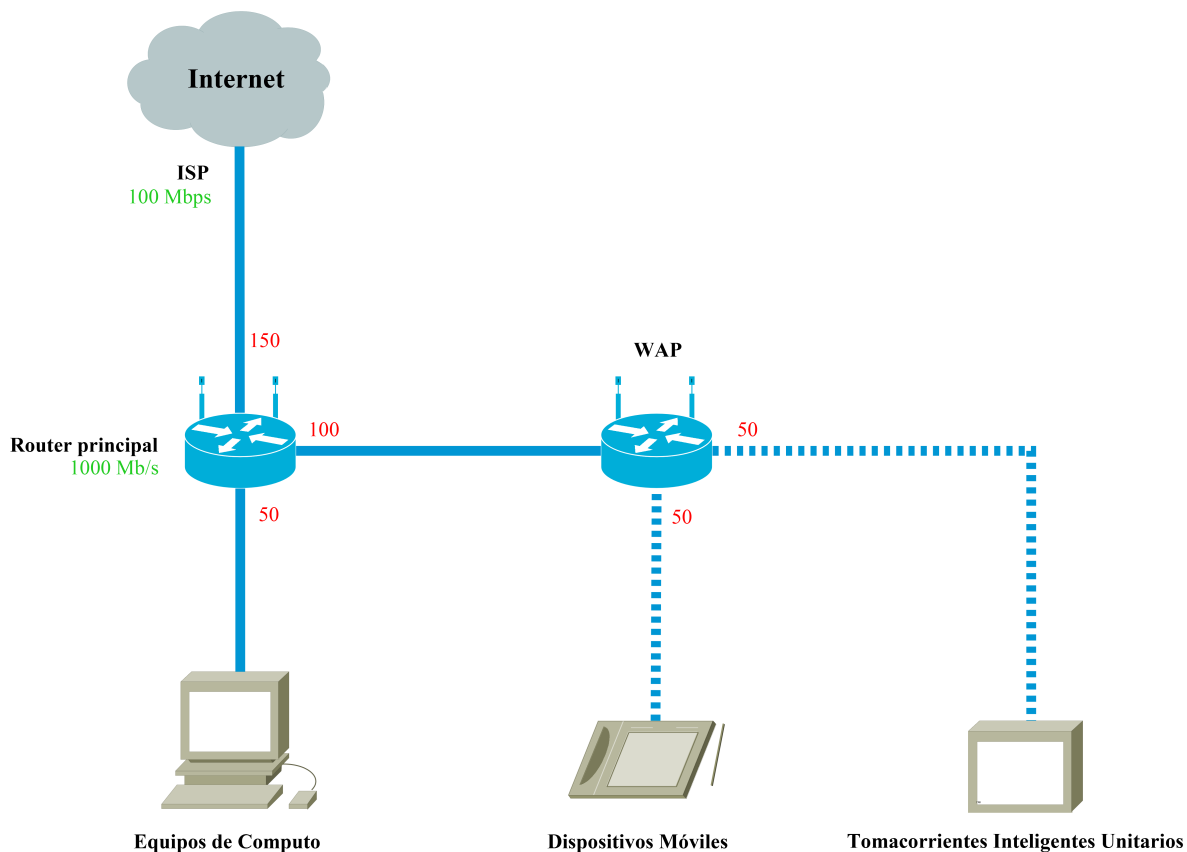 Internet
ISP
100 Mbps
150
WAP
Router principal
1000 Mb/s
100
50
50
50
Equipos de Computo
Dispositivos Móviles
Tomacorrientes Inteligentes Unitarios